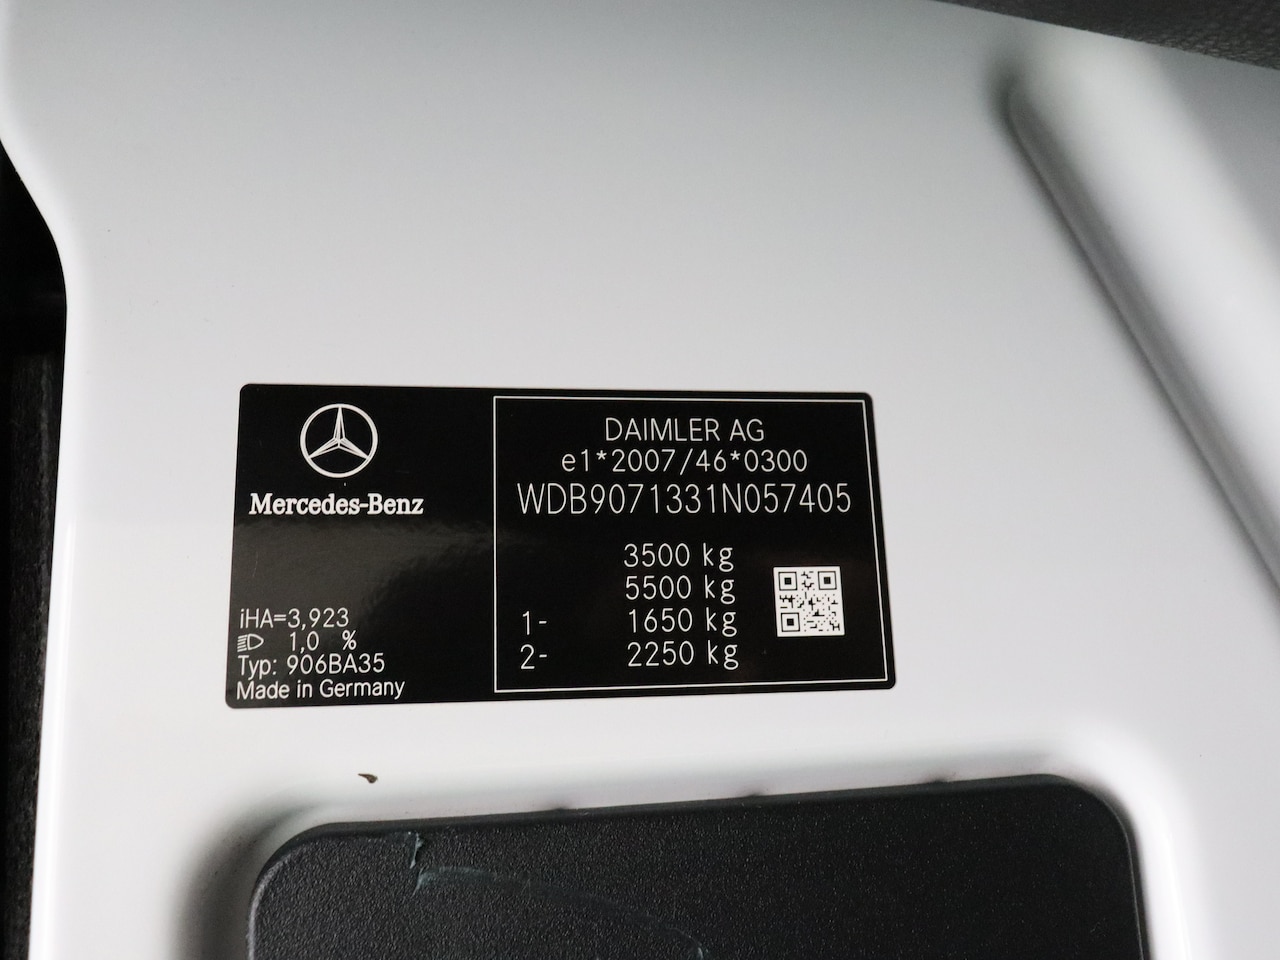 Mercedes-Benz
iHA=3,923
1,0 %
Typ: 906BA35
Made in Germany
DAIMLER AG
e1*2007/46*0300
WDB9071331N057405
3500 kg
5500 kg
1- 1650 kg
2- 2250 kg